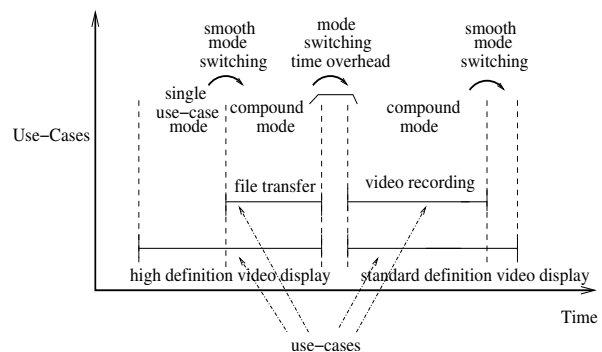 smooth
mode
switching
mode
switching
time overhead
smooth
mode
switching
single
use-case
mode
compound
mode
compound
mode
Use-Cases
file transfer
video recording
high definition video display
standard definition video display
Time
use-cases